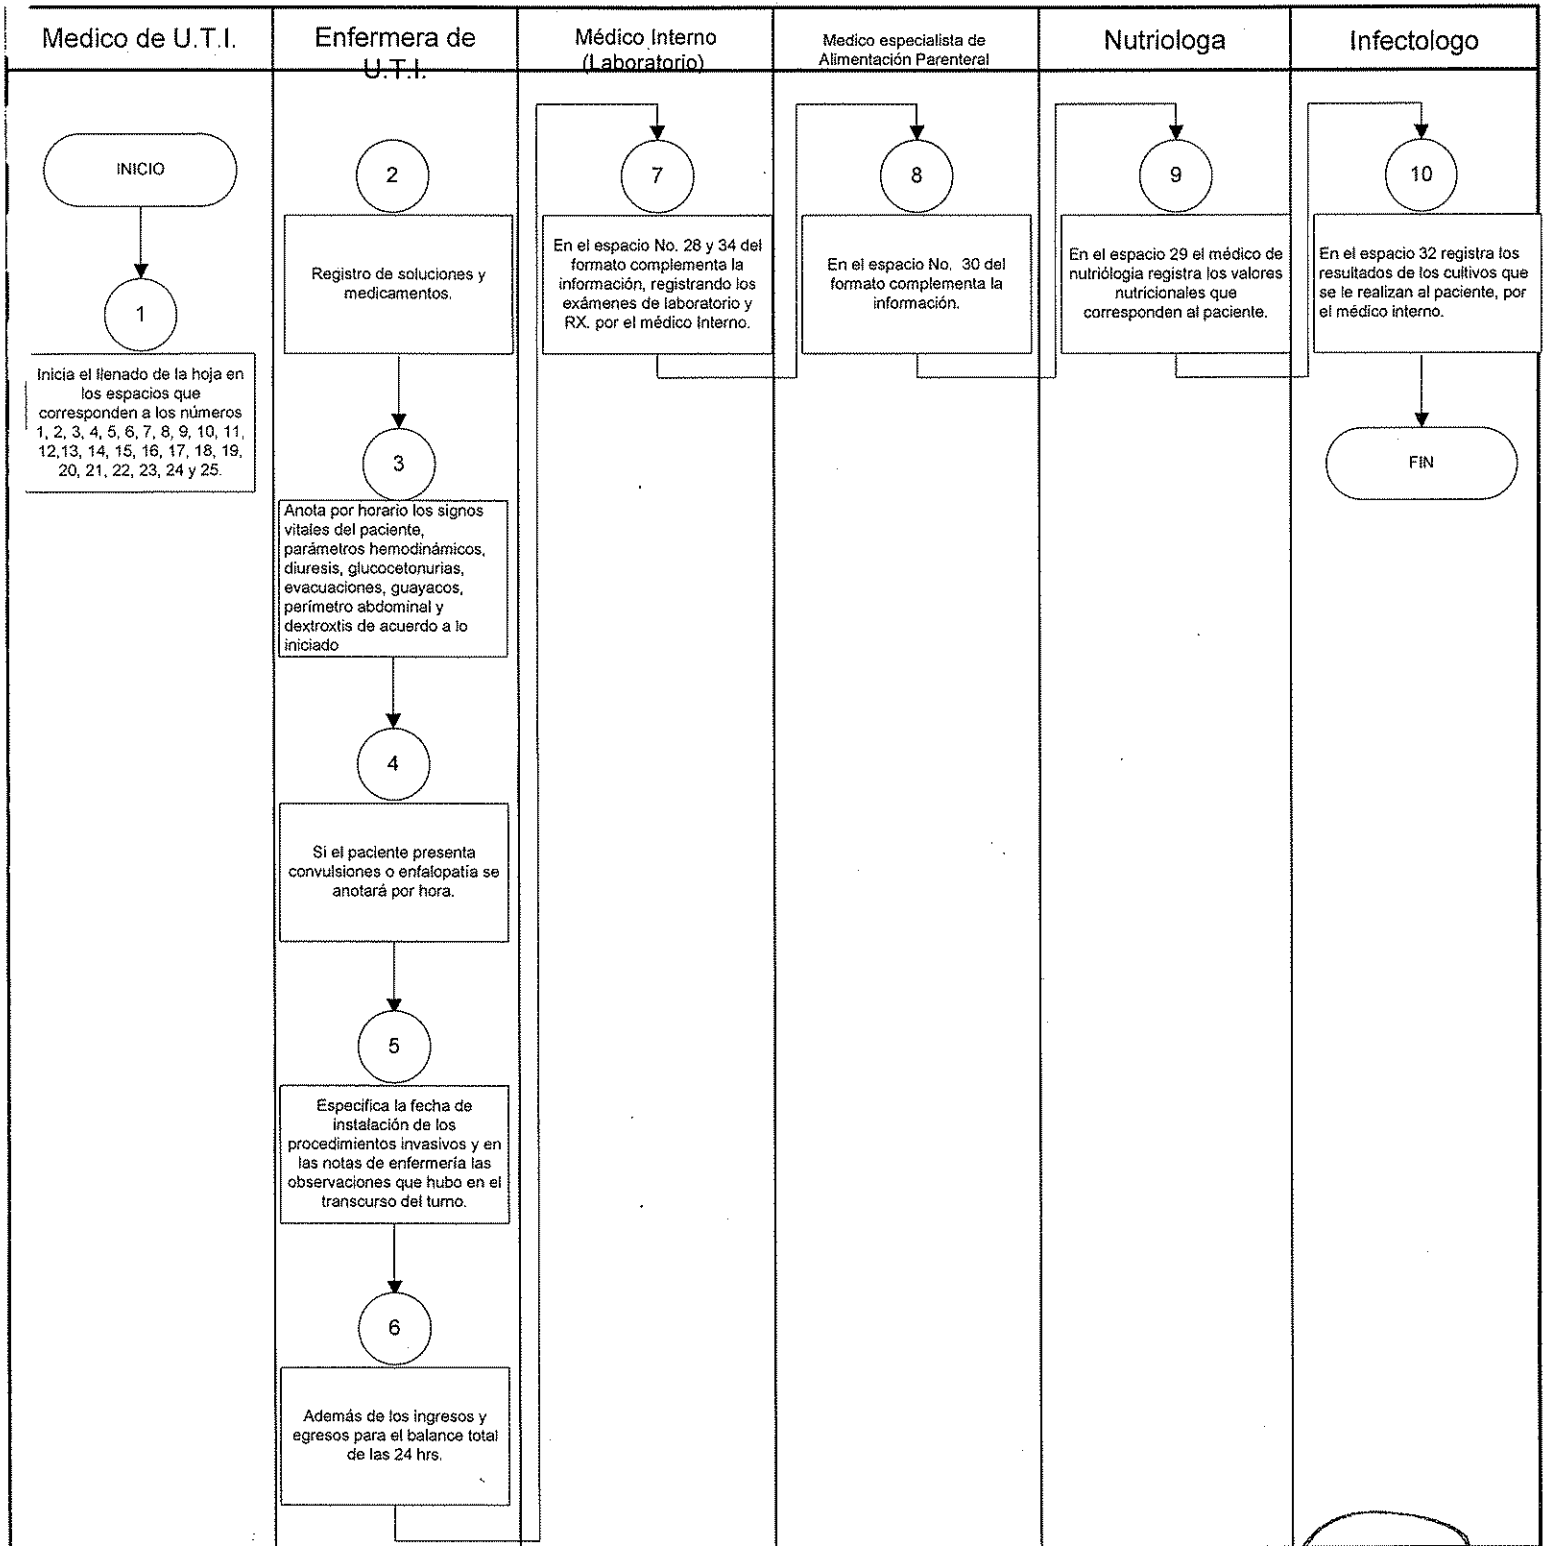 Medico de U.T.I.
Enfermera de
U.T.I.
Médico Interno
(Laboratorio)
Medico especialista de
Alimentación Parenteral
Nutriologa
Infectologo
INICIO
1
Inicia el llenado de la hoja en
los espacios que
corresponden a los números
1, 2, 3, 4, 5, 6, 7, 8, 9, 10, 11,
12,13, 14, 15, 16, 17, 18, 19,
20, 21, 22, 23, 24 y 25.
2
Registro de soluciones y
medicamentos.
3
Anota por horario los signos
vitales del paciente,
parámetros hemodinámicos,
diuresis, glucocetonurias,
evacuaciones, guayacos,
perímetro abdominal y
dextroxtis de acuerdo a lo
iniciado
4
Si el paciente presenta
convulsiones o enfalopatía se
anotará por hora.
5
Especifica la fecha de
instalación de los
procedimientos invasivos y en
las notas de enfermería las
observaciones que hubo en el
transcurso del turno.
6
Además de los ingresos y
egresos para el balance total
de las 24 hrs.
7
En el espacio No. 28 y 34 del
formato complementa la
información, registrando los
exámenes de laboratorio y
RX. por el médico Interno.
8
En el espacio No. 30 del
formato complementa la
información.
9
En el espacio 29 el médico de
nutriólogia registra los valores
nutricionales que
corresponden al paciente.
10
En el espacio 32 registra los
resultados de los cultivos que
se le realizan al paciente, por
el médico interno.
FIN